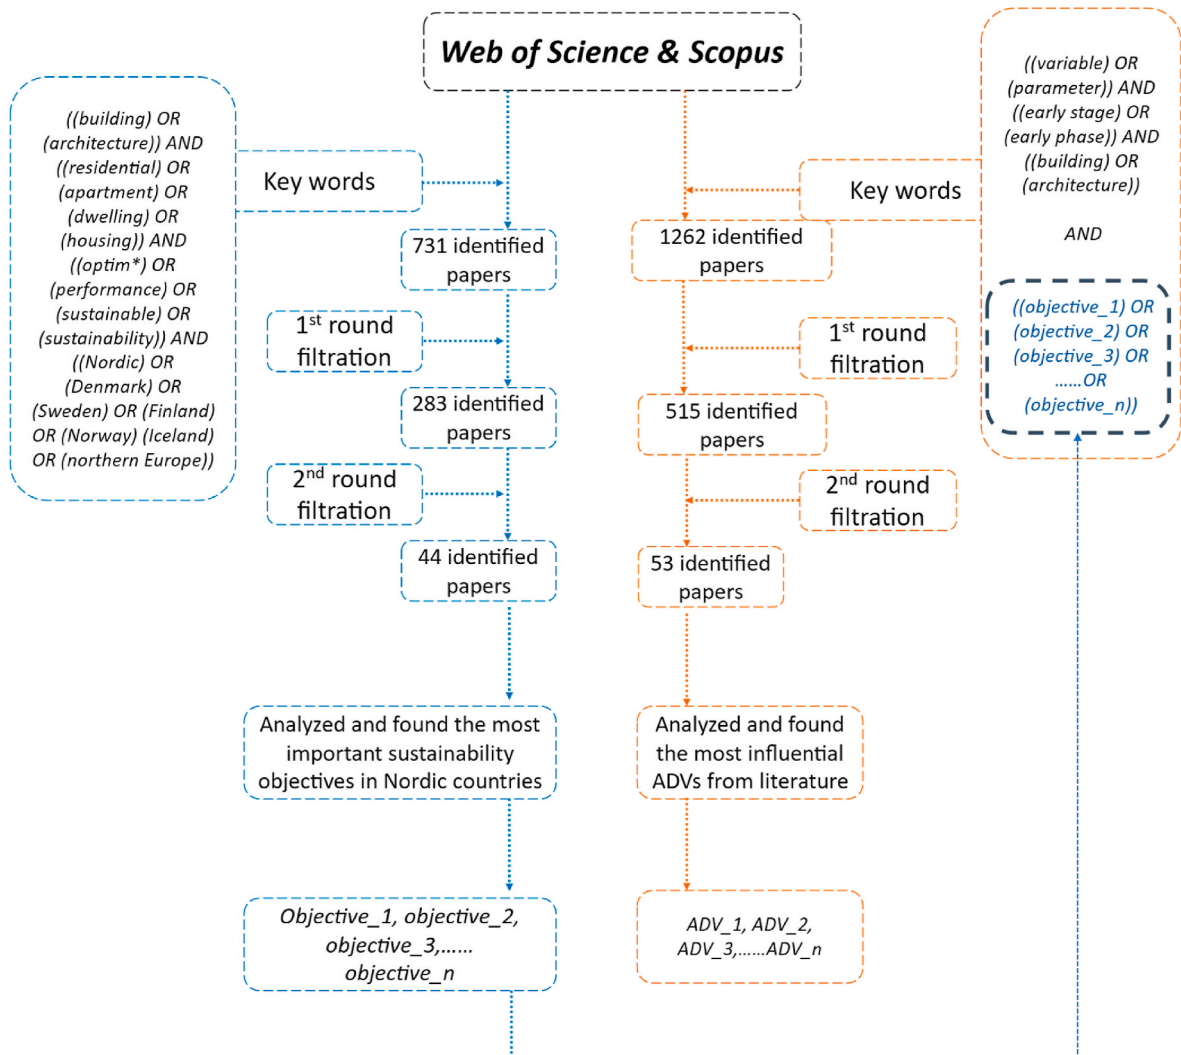 Web of Science & Scopus
((building) OR
(architecture)) AND
((residential) OR
(apartment) OR
(dwelling) OR
(housing)) AND
((optim*) OR
(performance) OR
(sustainable) OR
(sustainability)) AND
((Nordic) OR
(Denmark) OR
(Sweden) OR (Finland)
OR (Norway) (Iceland)
OR (northern Europe))
Key words
731 identified
papers
1st round
filtration
283 identified
papers
2nd round
filtration
44 identified
papers
Analyzed and found the most
important sustainability
objectives in Nordic countries
Objective_1, objective_2,
objective_3,......
objective_n
((variable) OR
(parameter)) AND
((early stage) OR
(early phase)) AND
((building) OR
(architecture))
AND
((objective_1) OR
(objective_2) OR
(objective_3) OR
......OR
(objective_n))
Key words
1262 identified
papers
1st round
filtration
515 identified
papers
2nd round
filtration
53 identified
papers
Analyzed and found
the most influential
ADVs from literature
ADV_1, ADV_2,
ADV_3,......ADV_n